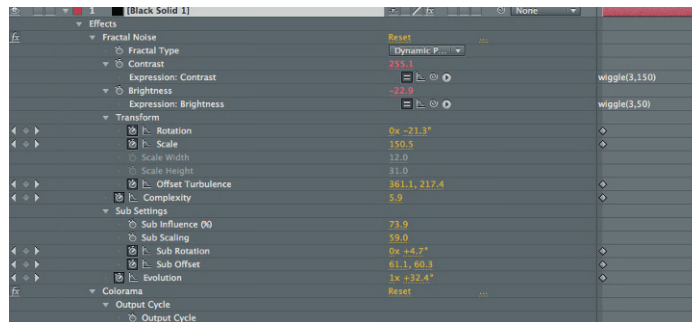 1 [Black Solid 1] fx None
Effects
fx Fractal Noise Reset ...
Fractal Type Dynamic P...
Contrast 255.1
Expression: Contrast wiggle(3,150)
Brightness -22.9
Expression: Brightness wiggle(3,50)
Transform
Rotation 0x -21.3°
Scale 150.5
Scale Width 12.0
Scale Height 31.0
Offset Turbulence 361.1, 217.4
Complexity 5.9
Sub Settings
Sub Influence (%) 73.9
Sub Scaling 59.0
Sub Rotation 0x +4.7°
Sub Offset 61.1, 60.3
Evolution 1x +32.4°
fx Colorama Reset ...
Output Cycle
Output Cycle